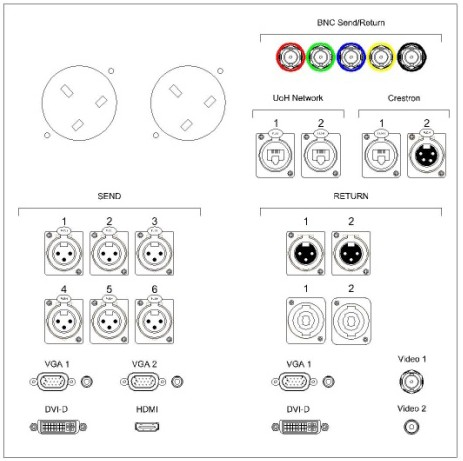 BNC Send/Return
UoH Network Crestron
1 2 1 2
SEND RETURN
1 2 3 1 2
4 5 6 1 2
VGA 1 VGA 2 VGA 1 Video 1
DVI-D HDMI DVI-D Video 2